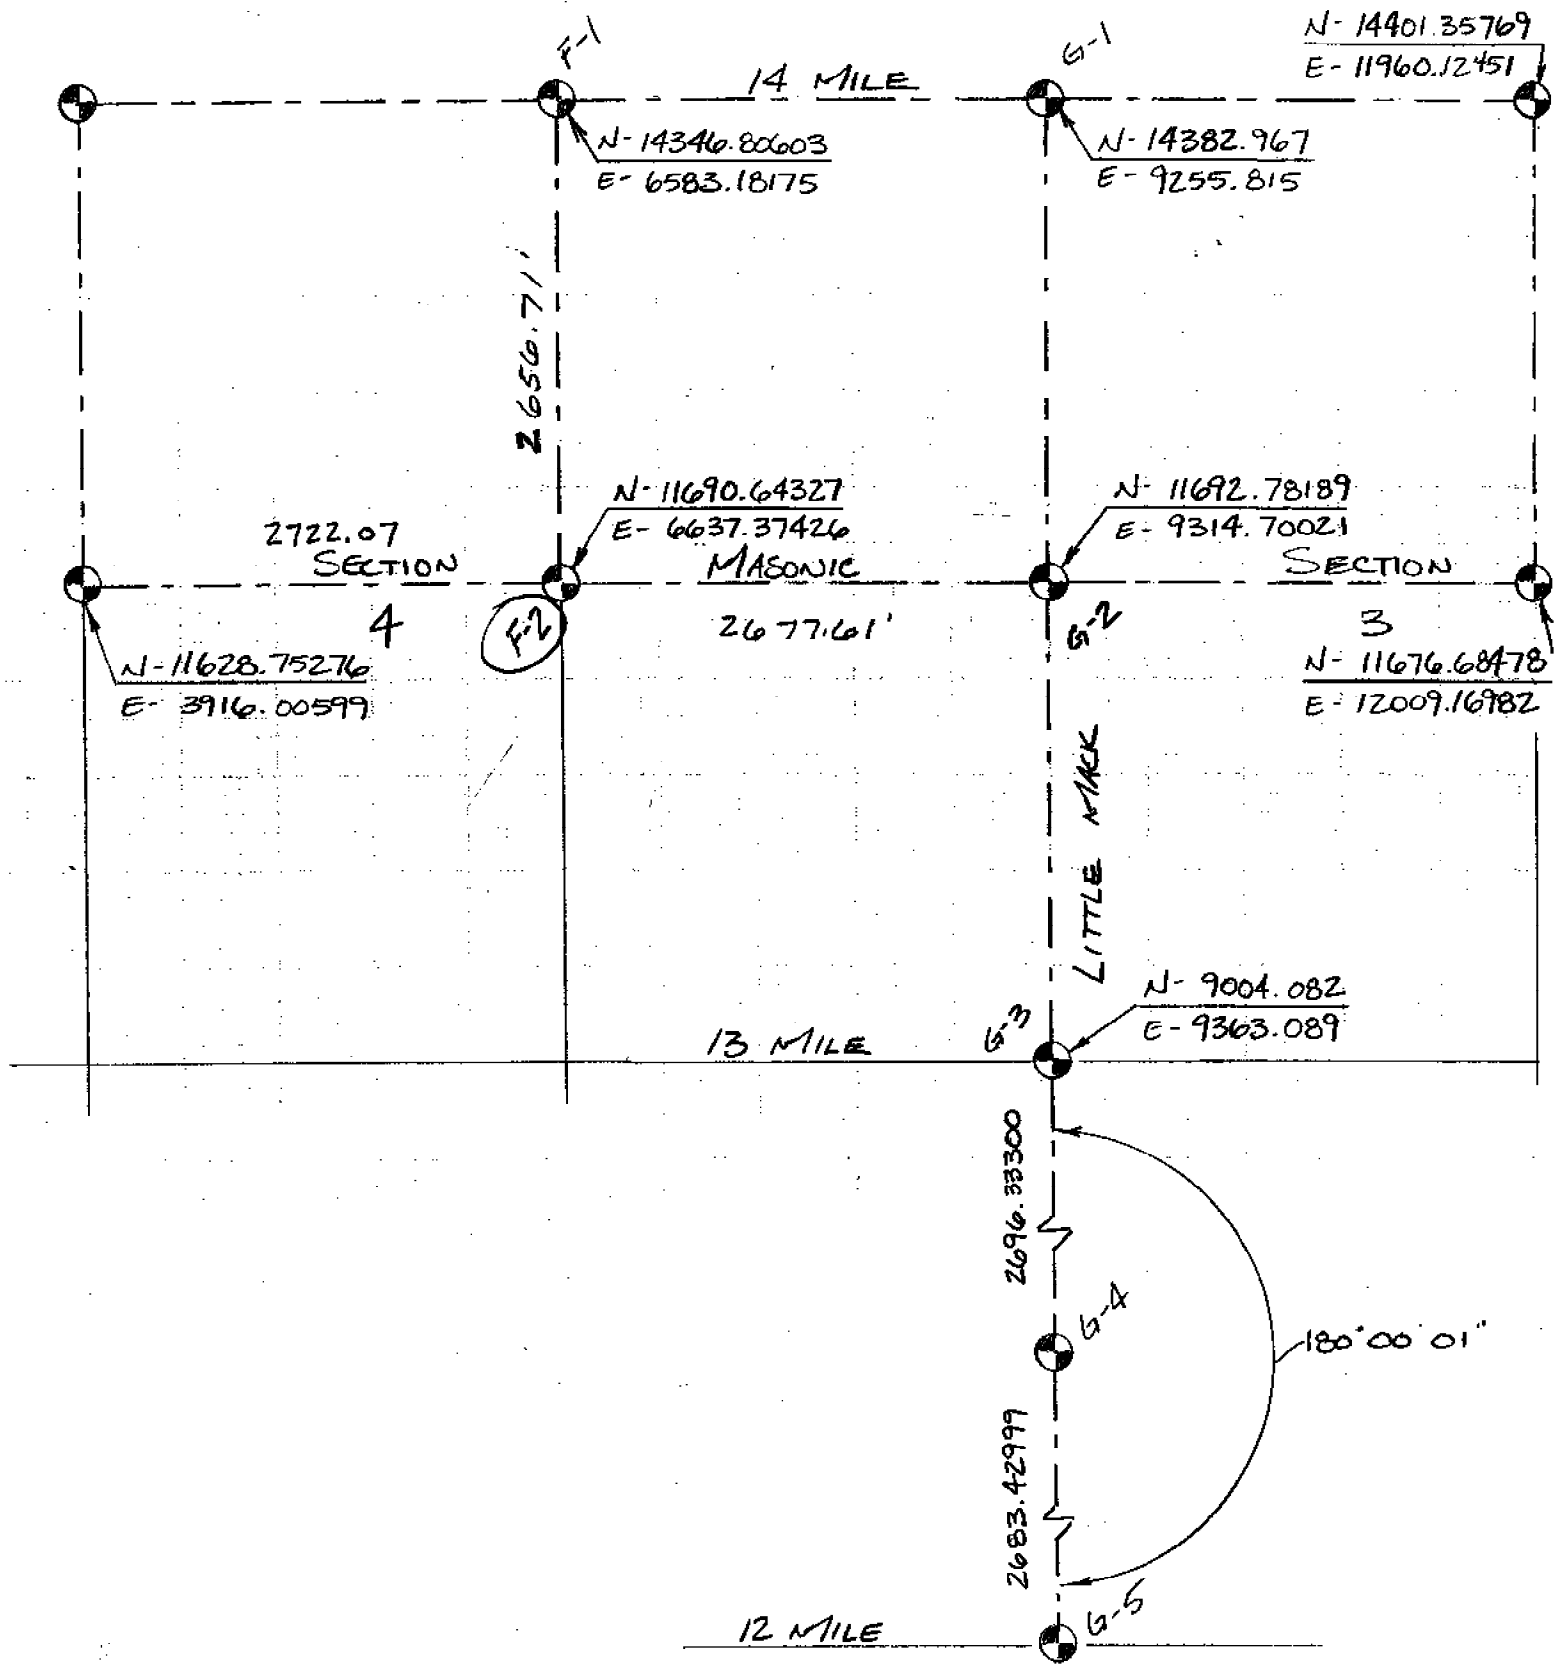 F-1
G-1
N- 14401.35769
E- 11960.12451
14 MILE
N- 14346.80603
E- 6583.18175
N- 14382.967
E- 9255.815
2656.71'
N- 11690.64327
E- 6637.37426
N- 11692.78189
E- 9314.70021
2722.07
SECTION
4
MASONIC
SECTION
3
F-2
2677.61'
G-2
N- 11628.75276
E- 3916.00599
N- 11676.68478
E- 12009.16982
LITTLE MACK
N- 9004.082
E- 9363.089
13 MILE
G-3
2696.33300
G-4
180°00'01"
2683.42999
G-5
12 MILE